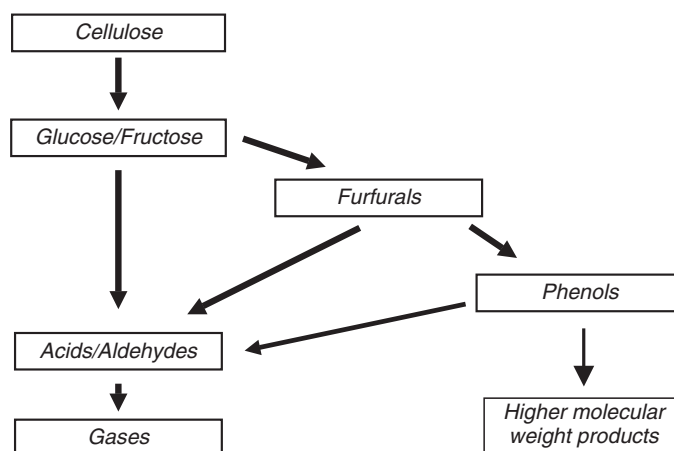 Cellulose
Glucose/Fructose
Furfurals
Phenols
Acids/Aldehydes
Higher molecular
weight products
Gases